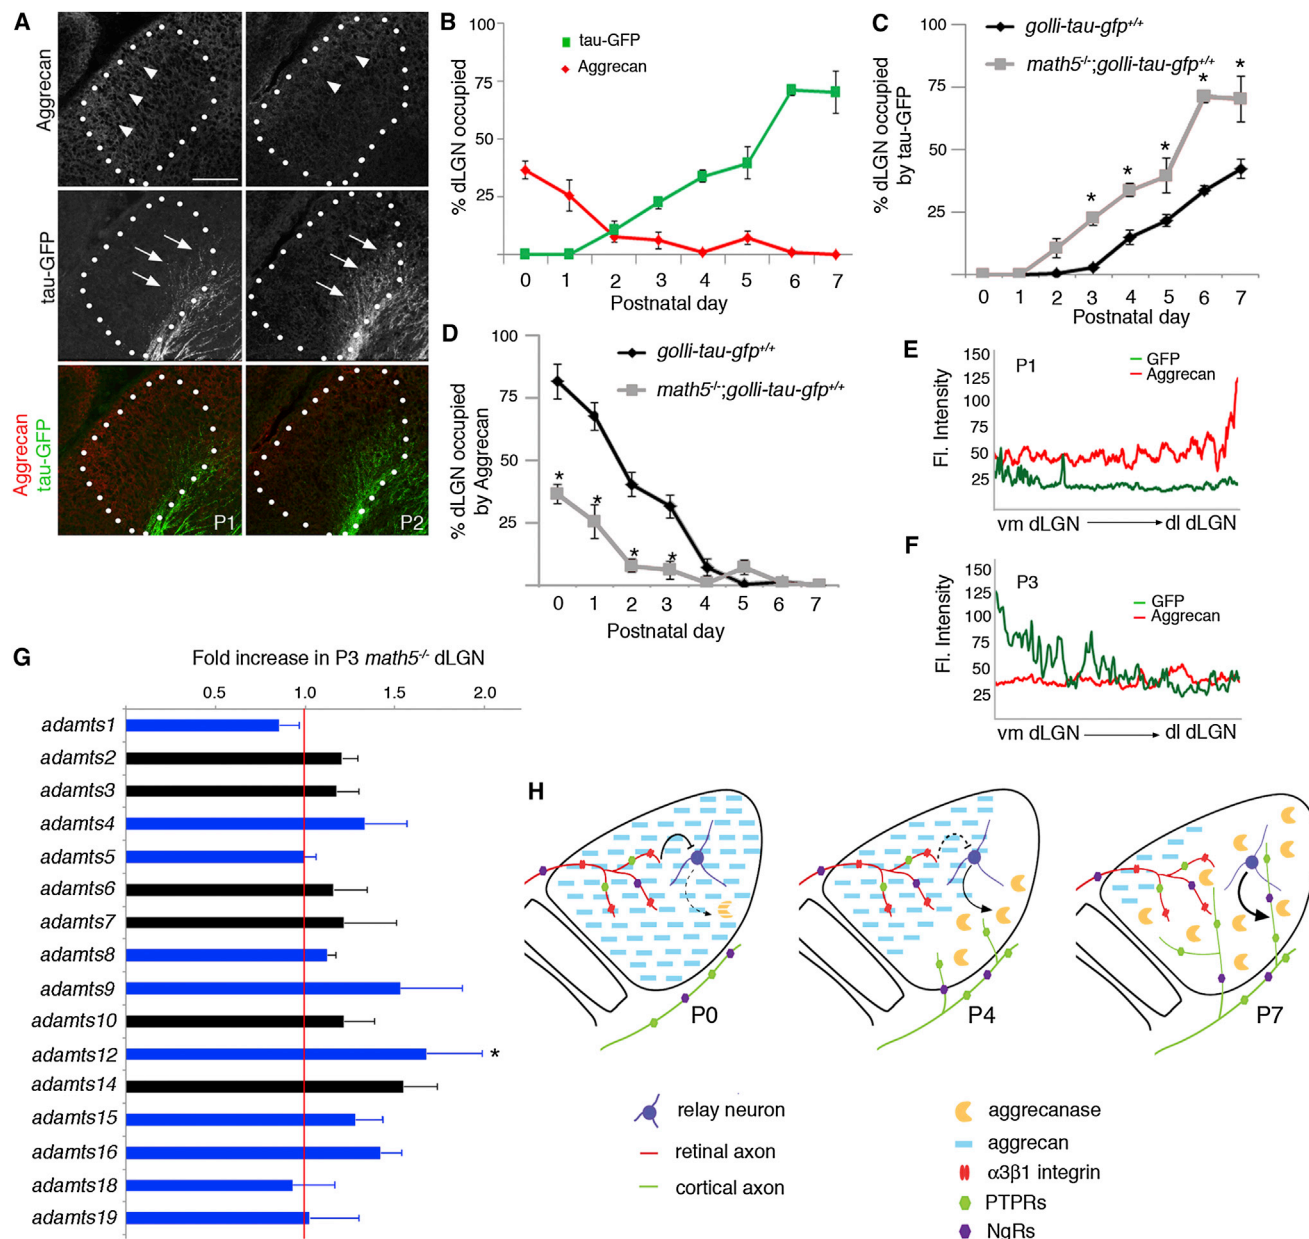 A
Aggrecan
tau-GFP
Aggrecan
tau-GFP
P1
P2
B
% dLGN occupied
100
75
50
25
tau-GFP
Aggrecan
0 1 2 3 4 5 6 7
Postnatal day
C
% dLGN occupied
by tau-GFP
100
75
50
25
golli-tau-gfp+/+
math5-/-;golli-tau-gfp+/+
* * * * * *
0 1 2 3 4 5 6 7
Postnatal day
D
% dLGN occupied
by Aggrecan
100
75
50
25
golli-tau-gfp+/+
math5-/-;golli-tau-gfp+/+
* * * *
0 1 2 3 4 5 6 7
Postnatal day
E
Fl. Intensity
150
125
100
75
50
25
P1
GFP
Aggrecan
vm dLGN dl dLGN
F
Fl. Intensity
150
125
100
75
50
25
P3
GFP
Aggrecan
vm dLGN dl dLGN
G
Fold increase in P3 math5-/- dLGN
0.5 1.0 1.5 2.0
adamts1
adamts2
adamts3
adamts4
adamts5
adamts6
adamts7
adamts8
adamts9
adamts10
adamts12 *
adamts14
adamts15
adamts16
adamts18
adamts19
H
P0
P4
P7
relay neuron
retinal axon
cortical axon
aggrecanase
aggrecan
α3β1 integrin
PTPRs
NgRs